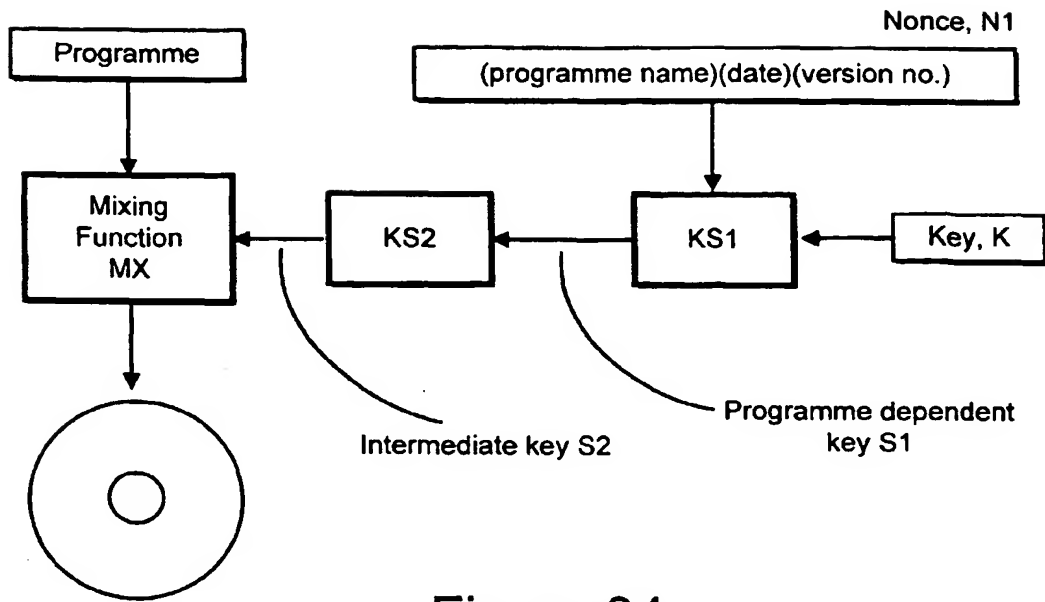 Nonce, N1
Programme
(programme name)(date)(version no.)
Mixing
Function
MX
KS2
KS1
Key, K
Intermediate key S2
Programme dependent
key S1